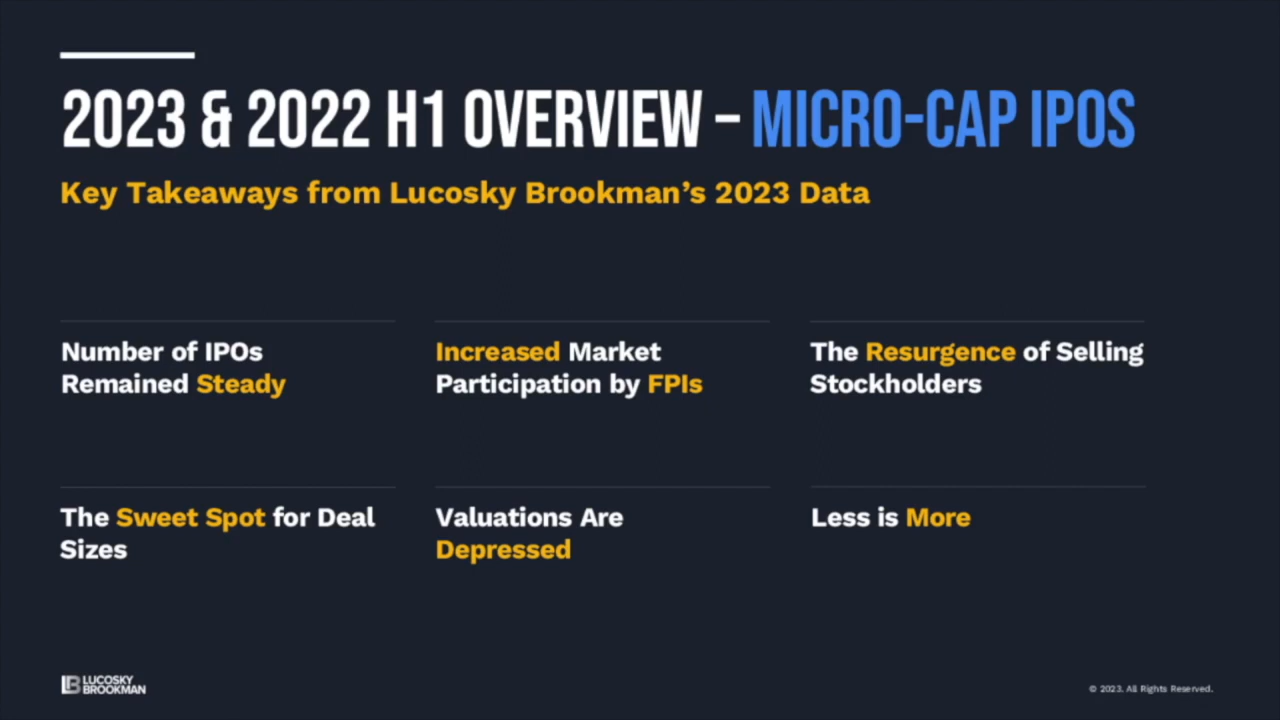 2023 & 2022 H1 OVERVIEW – MICRO-CAP IPOS
Key Takeaways from Lucosky Brookman’s 2023 Data
Number of IPOs
Remained Steady
Increased Market
Participation by FPIs
The Resurgence of Selling
Stockholders
The Sweet Spot for Deal
Sizes
Valuations Are
Depressed
Less is More
LB LUCOSKY
BROOKMAN
© 2023. All Rights Reserved.